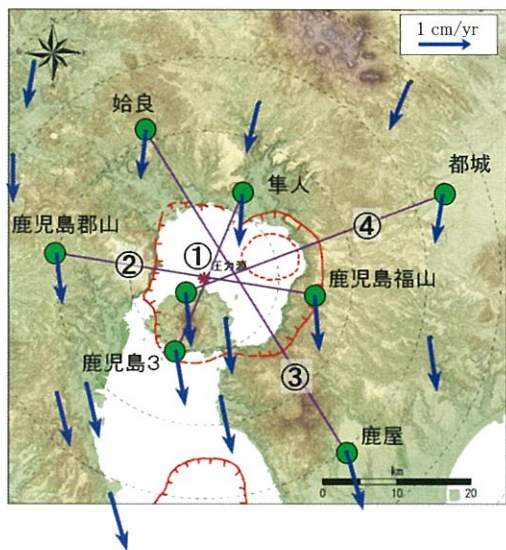 1 cm/yr
姶良
隼人
都城
鹿児島郡山
①
④
②
圧力源
鹿児島福山
鹿児島3
③
鹿屋
km
0 10 20